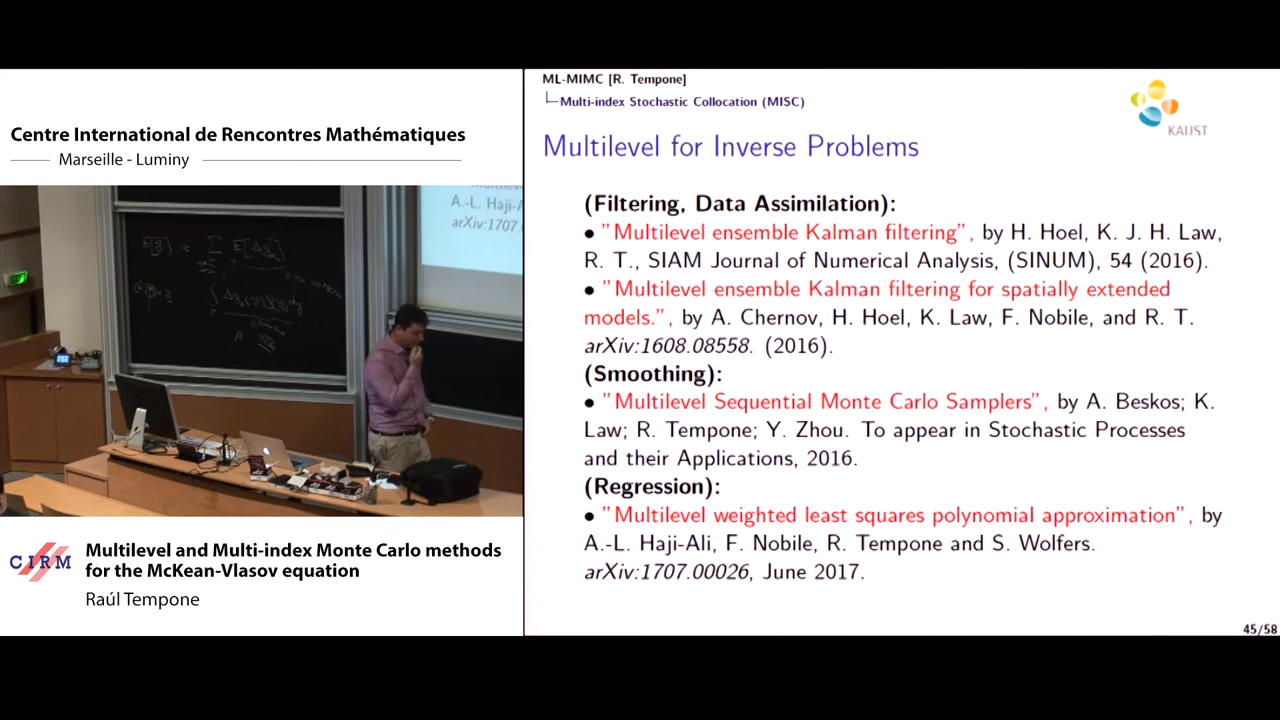 Centre International de Rencontres Mathématiques
Marseille - Luminy
A.-L. Haji-A
arXiv:1707.
CIRM
Multilevel and Multi-index Monte Carlo methods
for the McKean-Vlasov equation
Raúl Tempone
ML-MIMC [R. Tempone]
Multi-index Stochastic Collocation (MISC)
KAUST
Multilevel for Inverse Problems
(Filtering, Data Assimilation):
• "Multilevel ensemble Kalman filtering", by H. Hoel, K. J. H. Law,
R. T., SIAM Journal of Numerical Analysis, (SINUM), 54 (2016).
• "Multilevel ensemble Kalman filtering for spatially extended
models.", by A. Chernov, H. Hoel, K. Law, F. Nobile, and R. T.
arXiv:1608.08558. (2016).
(Smoothing):
• "Multilevel Sequential Monte Carlo Samplers", by A. Beskos; K.
Law; R. Tempone; Y. Zhou. To appear in Stochastic Processes
and their Applications, 2016.
(Regression):
• "Multilevel weighted least squares polynomial approximation", by
A.-L. Haji-Ali, F. Nobile, R. Tempone and S. Wolfers.
arXiv:1707.00026, June 2017.
45/58